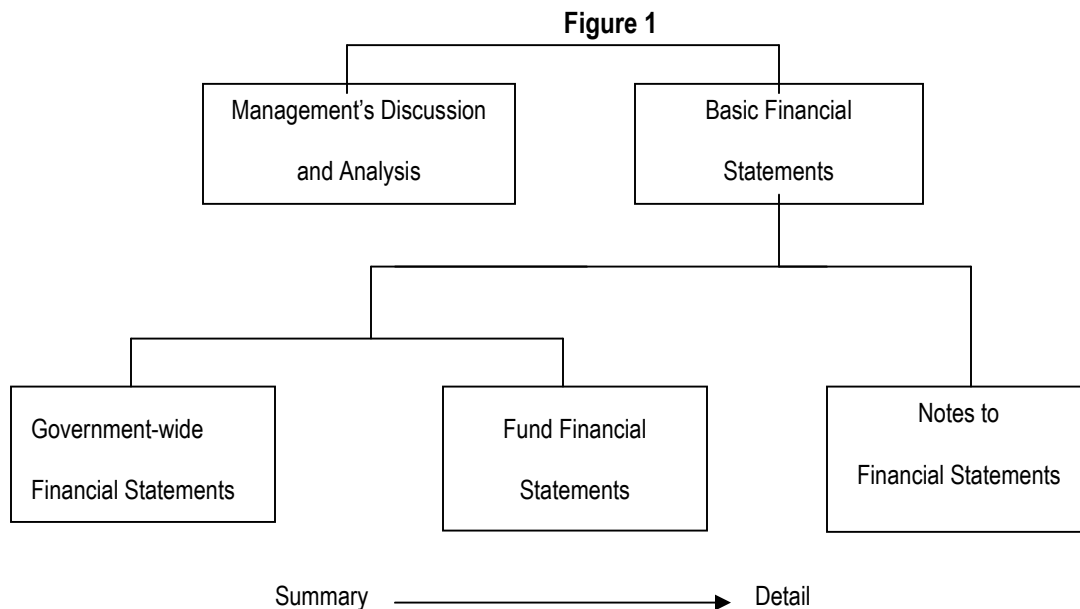 Figure 1
Management’s Discussion
and Analysis
Basic Financial
Statements
Government-wide
Financial Statements
Fund Financial
Statements
Notes to
Financial Statements
Summary
Detail